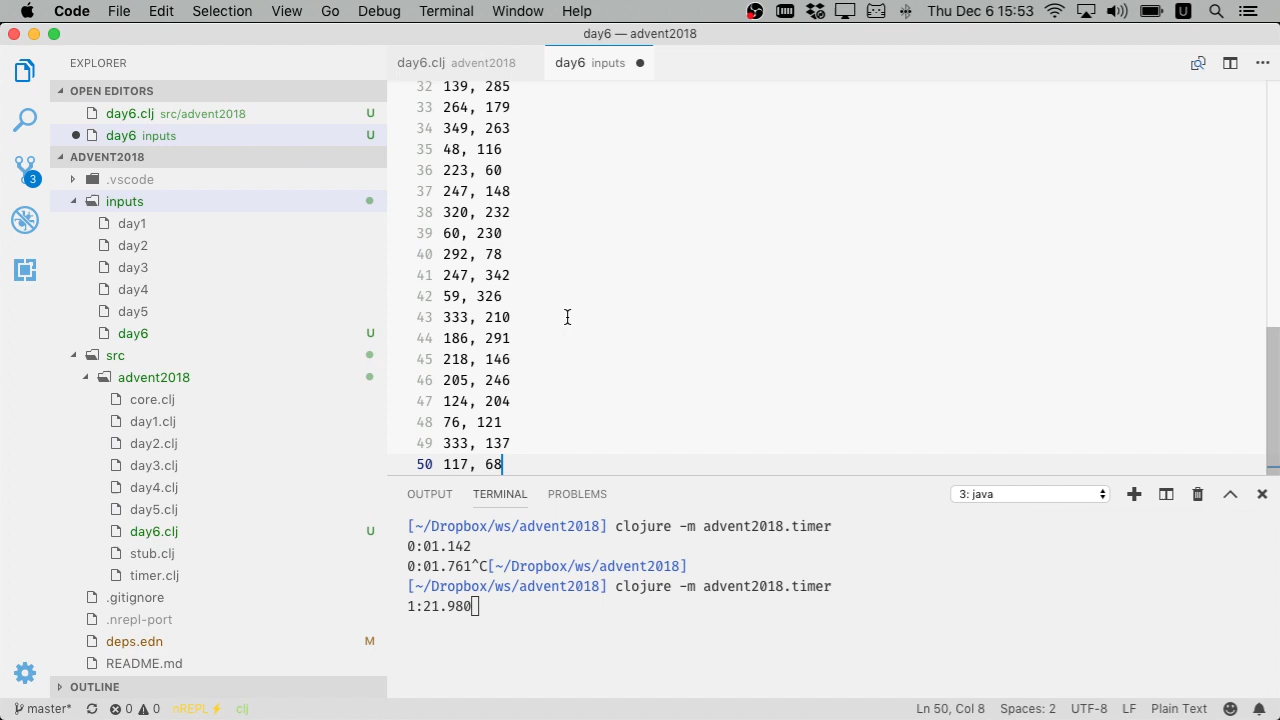 Code File Edit Selection View Go Debug Terminal Window Help Thu Dec 6 15:53
day6 — advent2018
EXPLORER
OPEN EDITORS
day6.clj src/advent2018 U
day6 inputs U
ADVENT2018
.vscode
inputs
day1
day2
day3
day4
day5
day6 U
src
advent2018
core.clj
day1.clj
day2.clj
day3.clj
day4.clj
day5.clj
day6.clj U
stub.clj
timer.clj
.gitignore
.nrepl-port
deps.edn M
README.md
OUTLINE
3
day6.clj advent2018 day6 inputs
32 139, 285
33 264, 179
34 349, 263
35 48, 116
36 223, 60
37 247, 148
38 320, 232
39 60, 230
40 292, 78
41 247, 342
42 59, 326
43 333, 210
44 186, 291
45 218, 146
46 205, 246
47 124, 204
48 76, 121
49 333, 137
50 117, 68
OUTPUT TERMINAL PROBLEMS 3: java
[~/Dropbox/ws/advent2018] clojure -m advent2018.timer
0:01.142
0:01.761^C[~/Dropbox/ws/advent2018]
[~/Dropbox/ws/advent2018] clojure -m advent2018.timer
1:21.980
master* 0 0 nREPL⚡ clj Ln 50, Col 8 Spaces: 2 UTF-8 LF Plain Text